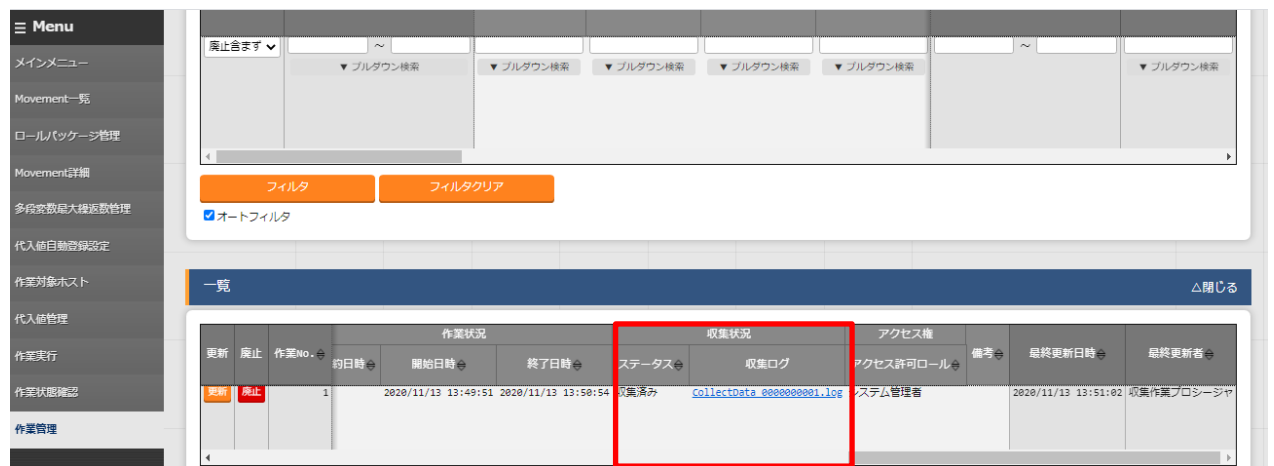 ☰ Menu
メインメニュー
Movement一覧
ロールパッケージ管理
Movement詳細
多段変数最大繰返数管理
代入値自動登録設定
作業対象ホスト
代入値管理
作業実行
作業状態確認
作業管理
廃止含まず ～ ～
▼ プルダウン検索 ▼ プルダウン検索 ▼ プルダウン検索 ▼ プルダウン検索 ▼ プルダウン検索 ▼ プルダウン検索
フィルタ フィルタクリア
オートフィルタ
一覧 △閉じる
作業状況 収集状況 アクセス権
更新 廃止 作業No. 約日時 開始日時 終了日時 ステータス 収集ログ アクセス許可ロール 備考 最終更新日時 最終更新者
更新 廃止 1 2020/11/13 13:49:51 2020/11/13 13:50:54 収集済み CollectData_0000000001.log システム管理者 2020/11/13 13:51:02 収集作業プロシージャ